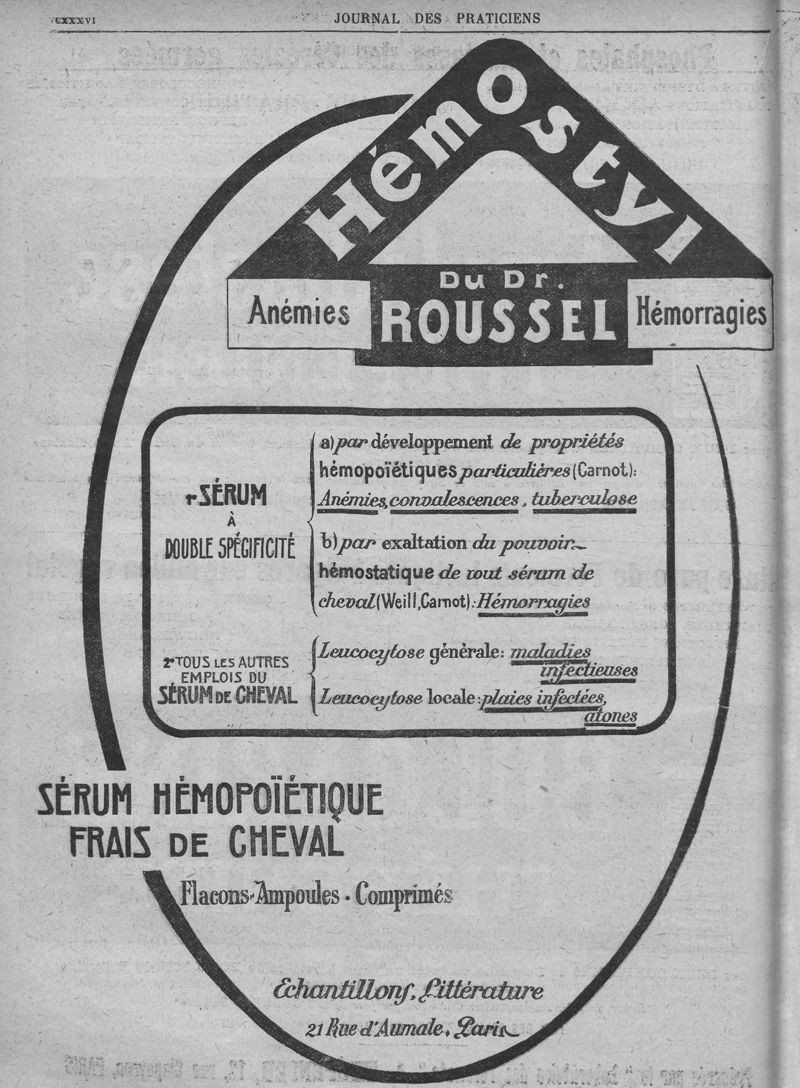 JOURNAL DES PRATICIENS
Hémostyl
Du Dr.
ROUSSEL
Anémies
Hémorragies
1º SÉRUM
À
DOUBLE SPÉCIFICITÉ
a) par développement de propriétés
hémopoïétiques particulières (Carnot):
Anémies, convalescences, tuberculose
b) par exaltation du pouvoir
hémostatique de tout sérum de
cheval (Weill, Carnot): Hémorragies
2º TOUS LES AUTRES
EMPLOIS DU
SÉRUM DE CHEVAL
Leucocytose générale: maladies
infectieuses
Leucocytose locale: plaies infectées,
atones
SÉRUM HÉMOPOÏÉTIQUE
FRAIS DE CHEVAL
Flacons-Ampoules - Comprimés
Echantillons, Littérature
21 Rue d'Aumale, Paris